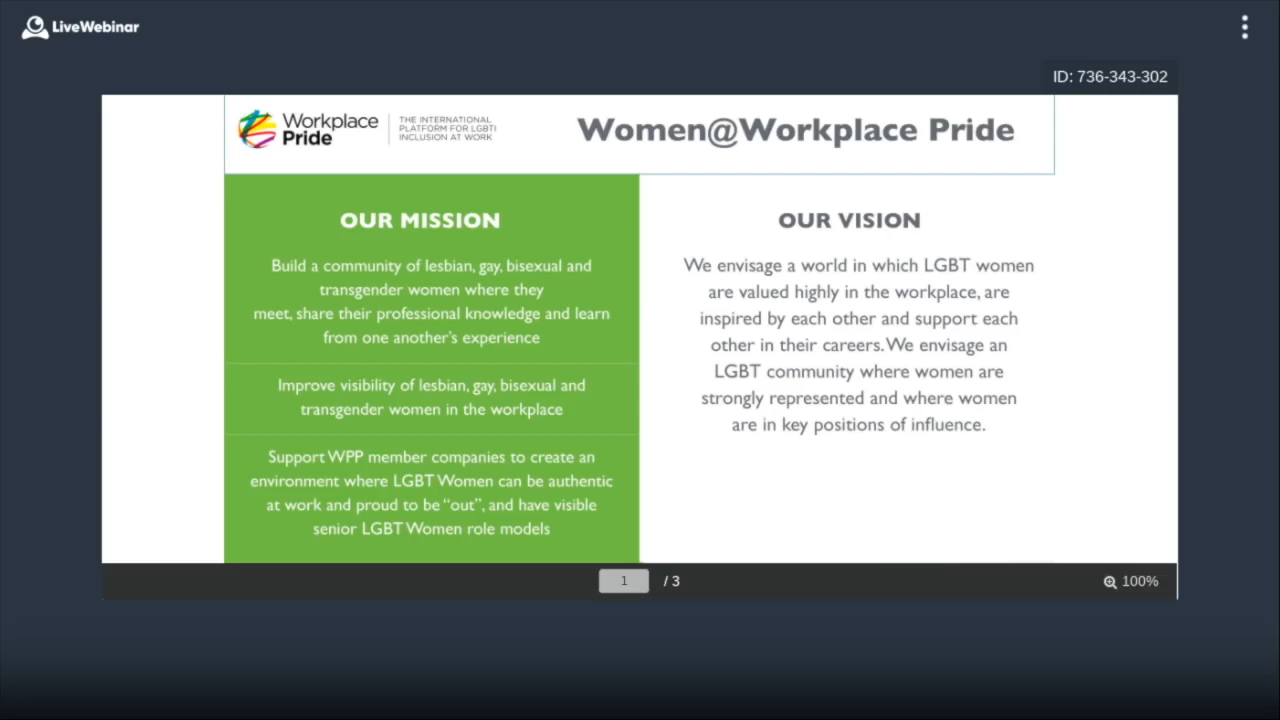 LiveWebinar
ID: 736-343-302
Workplace
Pride
THE INTERNATIONAL
PLATFORM FOR LGBTI
INCLUSION AT WORK
Women@Workplace Pride
OUR MISSION
Build a community of lesbian, gay, bisexual and
transgender women where they
meet, share their professional knowledge and learn
from one another's experience
Improve visibility of lesbian, gay, bisexual and
transgender women in the workplace
Support WPP member companies to create an
environment where LGBT Women can be authentic
at work and proud to be “out”, and have visible
senior LGBT Women role models
OUR VISION
We envisage a world in which LGBT women
are valued highly in the workplace, are
inspired by each other and support each
other in their careers. We envisage an
LGBT community where women are
strongly represented and where women
are in key positions of influence.
1 / 3
100%